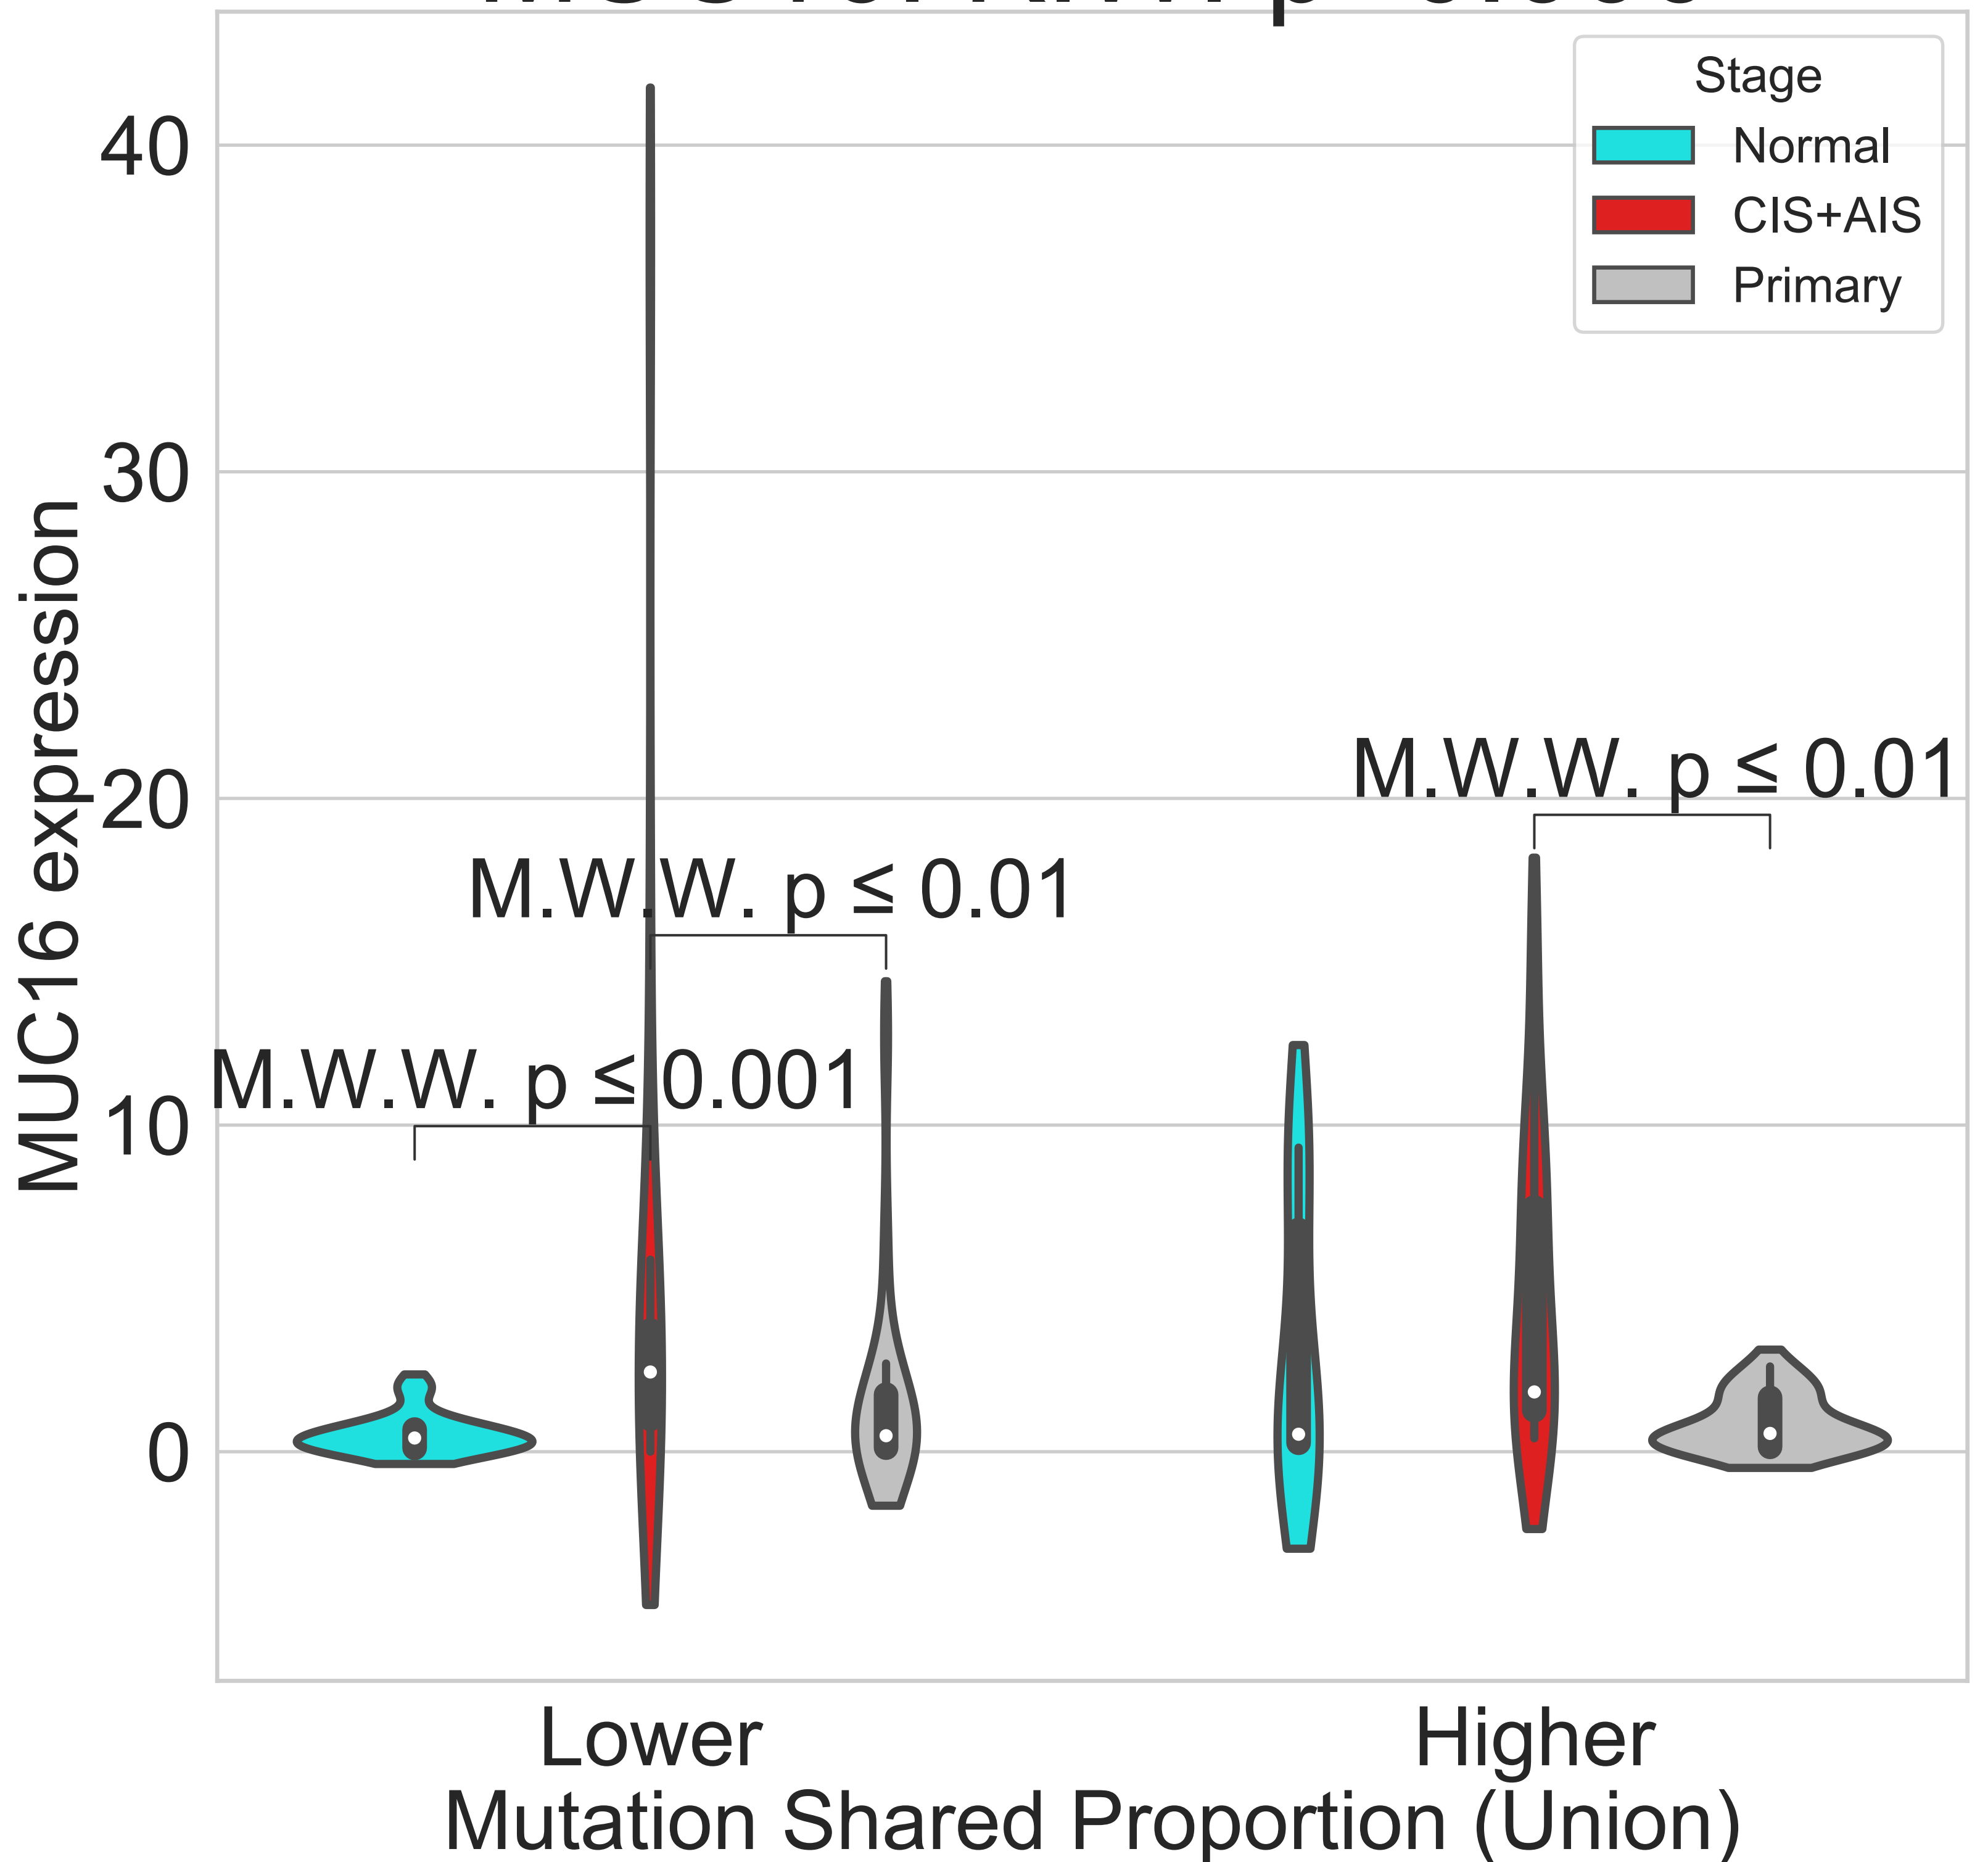 Stage
Normal
CIS+AIS
Primary
40
30
20
10
0
MUC16 expression
M.W.W. p ≤ 0.01
M.W.W. p ≤ 0.01
M.W.W. p ≤ 0.001
Lower
Higher
Mutation Shared Proportion (Union)